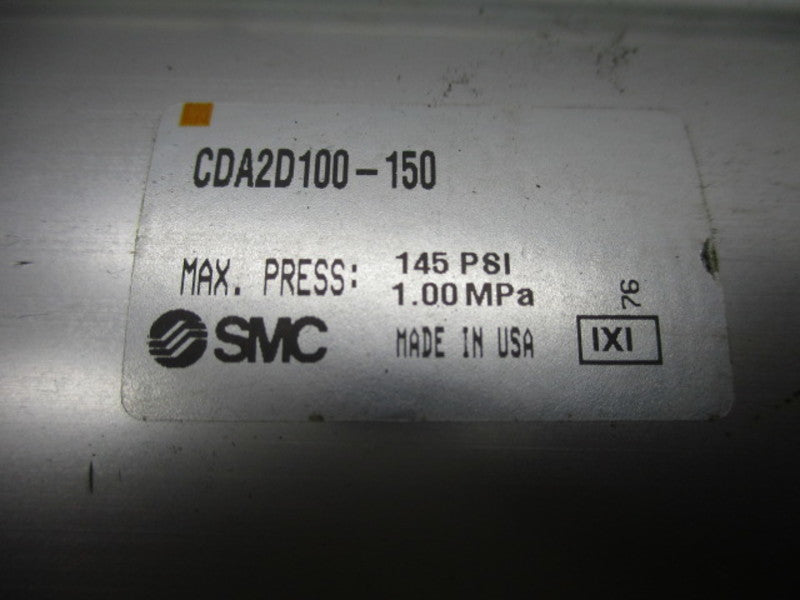 CDA2D100-150
MAX. PRESS: 145 PSI
1.00 MPa
SMC MADE IN USA
IXI
76